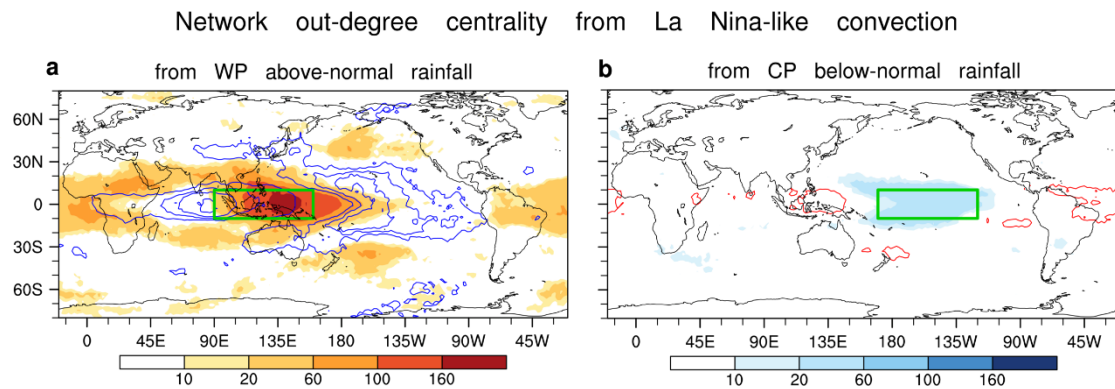 Network out-degree centrality from La Nina-like convection
a
from WP above-normal rainfall
b
from CP below-normal rainfall
60N
30N
0
30S
60S
0 45E 90E 135E 180 135W 90W 45W
0 45E 90E 135E 180 135W 90W 45W
10 20 60 100 160
10 20 60 100 160